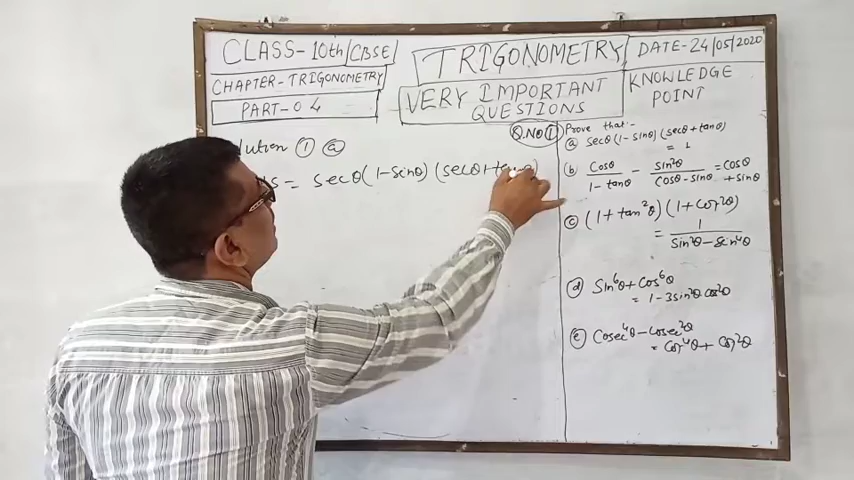 CLASS-10th/CBSE/
CHAPTER-TRIGONOMETRY
PART-04
TRIGONOMETRY
VERY IMPORTANT
QUESTIONS
DATE-24/05/2020
KNOWLEDGE
POINT
lution ① ⓐ
S = secθ(1-sinθ)(secθ+tanθ)
Q.NO① Prove that:-
ⓐ secθ(1-sinθ)(secθ+tanθ)
= 1
ⓑ cosθ/(1-tanθ) - sin²θ/(cosθ-sinθ) = cosθ
+sinθ
ⓒ (1+tan²θ)(1+cot²θ)
= 1/(sin²θ-sin⁴θ)
ⓓ sin⁶θ+cos⁶θ
= 1-3sin²θ cos²θ
ⓔ cosec⁴θ-cosec²θ
= cot⁴θ+cot²θ